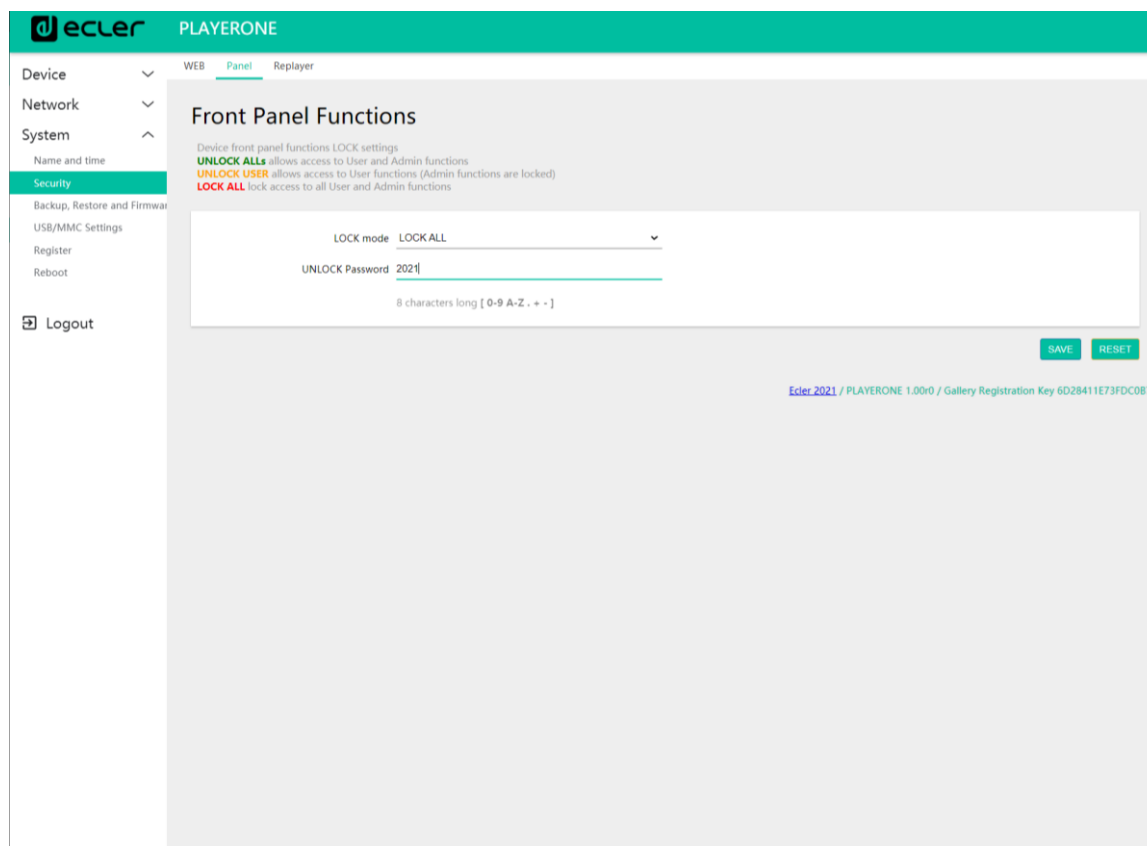 ecler
PLAYERONE
Device
Network
System
Name and time
Security
Backup, Restore and Firmwa
USB/MMC Settings
Register
Reboot
Logout
WEB Panel Replayer
Front Panel Functions
Device front panel functions LOCK settings
UNLOCK ALLs allows access to User and Admin functions
UNLOCK USER allows access to User functions (Admin functions are locked)
LOCK ALL lock access to all User and Admin functions
LOCK mode LOCK ALL
UNLOCK Password 2021
8 characters long [ 0-9 A-Z . + - ]
SAVE RESET
Ecler 2021 / PLAYERONE 1.00r0 / Gallery Registration Key 6D28411E73FDC0B